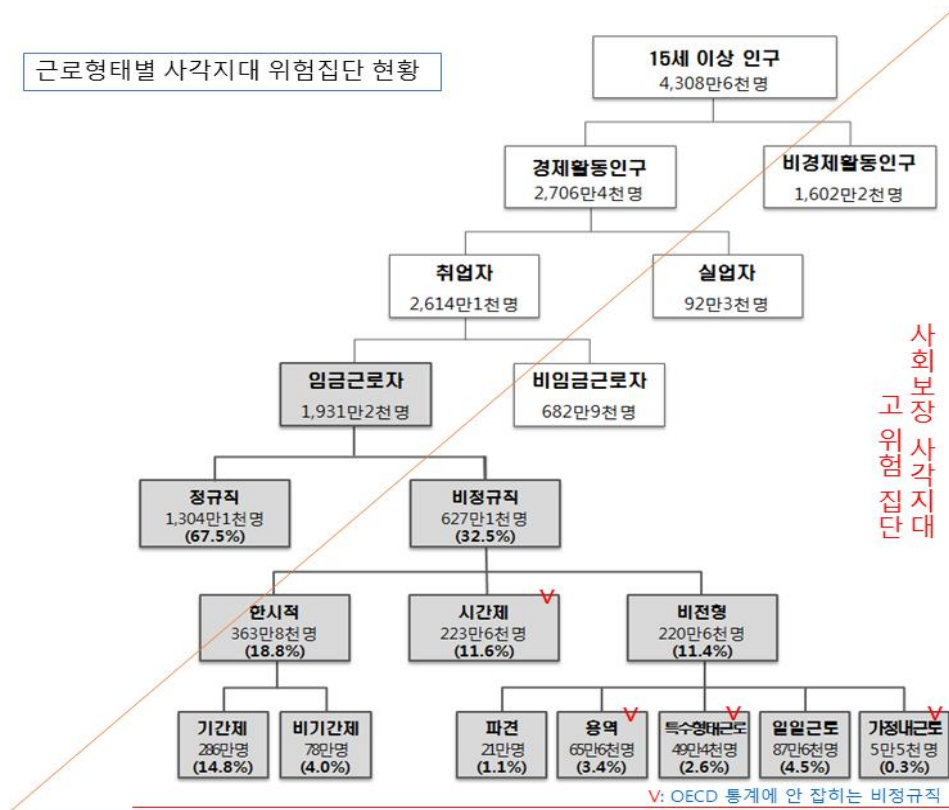 근로형태별 사각지대 위험집단 현황
15세 이상 인구
4,308만6천명
경제활동인구
2,706만4천명
비경제활동인구
1,602만2천명
취업자
2,614만1천명
실업자
92만3천명
임금근로자
1,931만2천명
비임금근로자
682만9천명
사회보장 사각지대
고 위험 집단
정규직
1,304만1천명
(67.5%)
비정규직
627만1천명
(32.5%)
한시적
363만8천명
(18.8%)
시간제
223만6천명
(11.6%)
V
비전형
220만6천명
(11.4%)
기간제
286만명
(14.8%)
비기간제
78만명
(4.0%)
파견
21만명
(1.1%)
용역
65만6천명
(3.4%)
V
특수형태근로
49만4천명
(2.6%)
V
일일근로
87만6천명
(4.5%)
가정내근로
5만5천명
(0.3%)
V
V: OECD 통계에 안 잡히는 비정규직